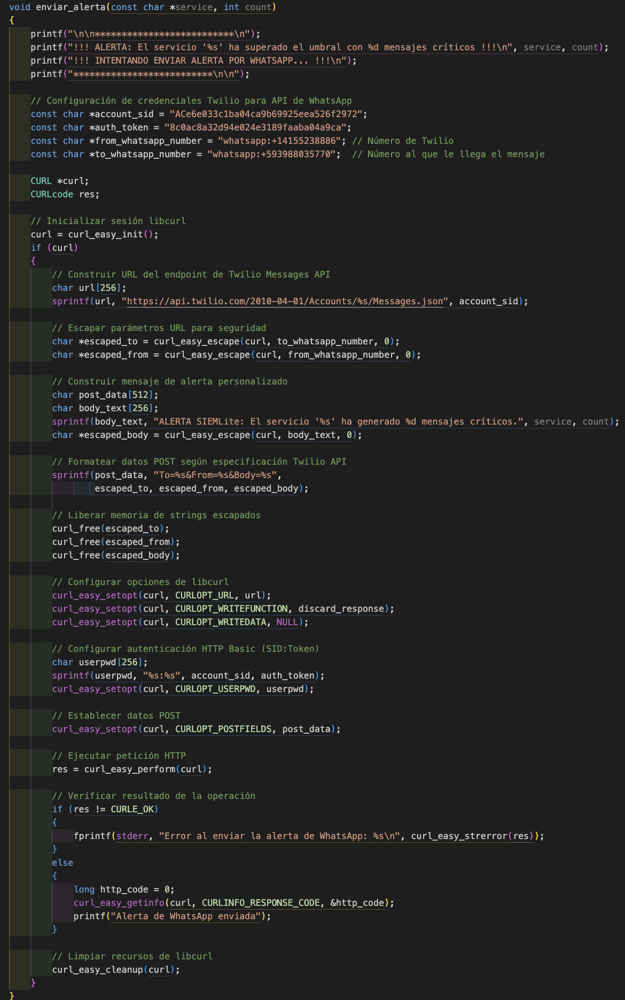 void enviar_alerta(const char *service, int count)
{
    printf("\n\n**************************\n");
    printf("!!! ALERTA: El servicio '%s' ha superado el umbral con %d mensajes críticos !!!\n", service, count);
    printf("!!! INTENTANDO ENVIAR ALERTA POR WHATSAPP... !!!\n");
    printf("**************************\n\n");

    // Configuración de credenciales Twilio para API de WhatsApp
    const char *account_sid = "ACe6e033c1ba04ca9b69925eea526f2972";
    const char *auth_token = "8c0ac8a32d94e024e3189faaba04a9ca";
    const char *from_whatsapp_number = "whatsapp:+14155238886"; // Número de Twilio
    const char *to_whatsapp_number = "whatsapp:+593988035770";  // Número al que le llega el mensaje

    CURL *curl;
    CURLcode res;

    // Inicializar sesión libcurl
    curl = curl_easy_init();
    if (curl)
    {
        // Construir URL del endpoint de Twilio Messages API
        char url[256];
        sprintf(url, "https://api.twilio.com/2010-04-01/Accounts/%s/Messages.json", account_sid);

        // Escapar parámetros URL para seguridad
        char *escaped_to = curl_easy_escape(curl, to_whatsapp_number, 0);
        char *escaped_from = curl_easy_escape(curl, from_whatsapp_number, 0);

        // Construir mensaje de alerta personalizado
        char post_data[512];
        char body_text[256];
        sprintf(body_text, "ALERTA SIEMLite: El servicio '%s' ha generado %d mensajes críticos.", service, count);
        char *escaped_body = curl_easy_escape(curl, body_text, 0);

        // Formatear datos POST según especificación Twilio API
        sprintf(post_data, "To=%s&From=%s&Body=%s",
                escaped_to, escaped_from, escaped_body);

        // Liberar memoria de strings escapados
        curl_free(escaped_to);
        curl_free(escaped_from);
        curl_free(escaped_body);

        // Configurar opciones de libcurl
        curl_easy_setopt(curl, CURLOPT_URL, url);
        curl_easy_setopt(curl, CURLOPT_WRITEFUNCTION, discard_response);
        curl_easy_setopt(curl, CURLOPT_WRITEDATA, NULL);

        // Configurar autenticación HTTP Basic (SID:Token)
        char userpwd[256];
        sprintf(userpwd, "%s:%s", account_sid, auth_token);
        curl_easy_setopt(curl, CURLOPT_USERPWD, userpwd);

        // Establecer datos POST
        curl_easy_setopt(curl, CURLOPT_POSTFIELDS, post_data);

        // Ejecutar petición HTTP
        res = curl_easy_perform(curl);

        // Verificar resultado de la operación
        if (res != CURLE_OK)
        {
            fprintf(stderr, "Error al enviar la alerta de WhatsApp: %s\n", curl_easy_strerror(res));
        }
        else
        {
            long http_code = 0;
            curl_easy_getinfo(curl, CURLINFO_RESPONSE_CODE, &http_code);
            printf("Alerta de WhatsApp enviada");
        }

        // Limpiar recursos de libcurl
        curl_easy_cleanup(curl);
    }
}